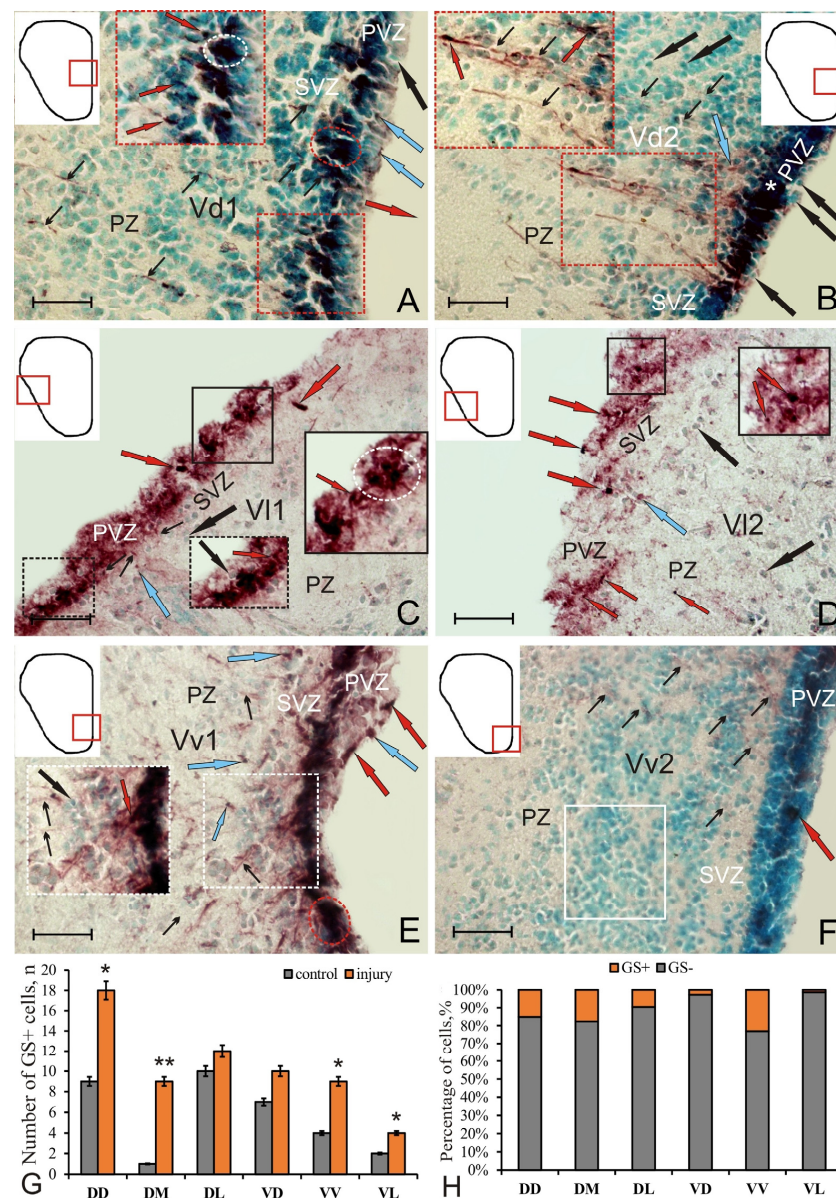 PVZ
SVZ
Vd1
PZ
A
Vd2
* PVZ
PZ
SVZ
B
SVZ
Vl1
PVZ
PZ
C
SVZ
Vl2
PVZ
PZ
D
PZ
PVZ
SVZ
Vv1
E
PVZ
Vv2
PZ
SVZ
F
control injury
Number of GS+ cells, n
20
18
16
14
12
10
8
6
4
2
0
*
**
*
*
DD DM DL VD VV VL
G
GS+ GS-
Percentage of cells,%
100%
90%
80%
70%
60%
50%
40%
30%
20%
10%
0%
DD DM DL VD VV VL
H